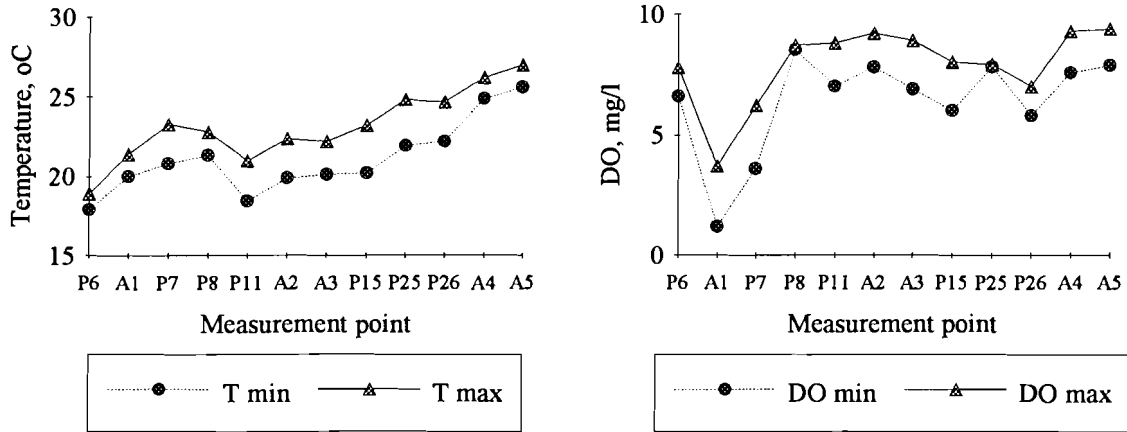 Temperature, oC
30
25
20
15
P6 A1 P7 P8 P11 A2 A3 P15 P25 P26 A4 A5
Measurement point
T min T max
DO, mg/l
10
5
0
P6 A1 P7 P8 P11 A2 A3 P15 P25 P26 A4 A5
Measurement point
DO min DO max